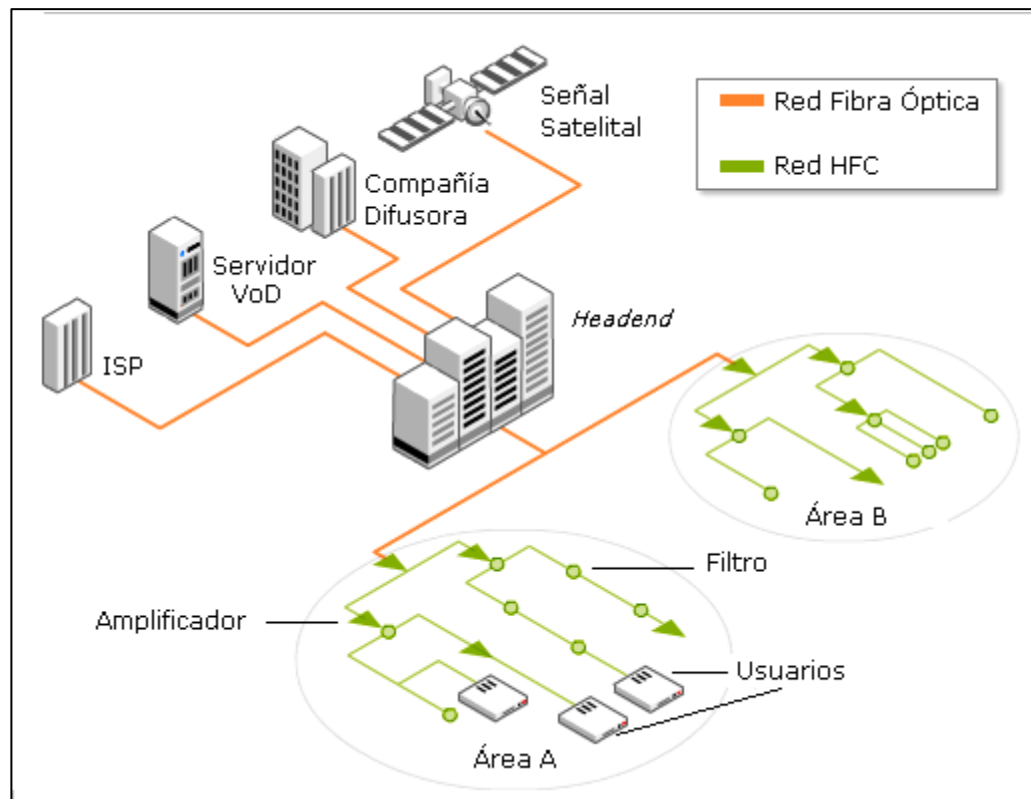 Señal
Satelital
Red Fibra Óptica
Red HFC
Compañía
Difusora
Servidor
VoD
ISP
Headend
Área B
Filtro
Amplificador
Usuarios
Área A